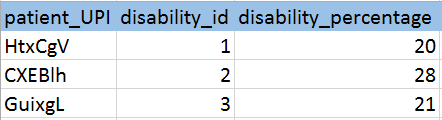 patient_UPI disability_id disability_percentage
HtxCgV 1 20
CXEBlh 2 28
GuixgL 3 21